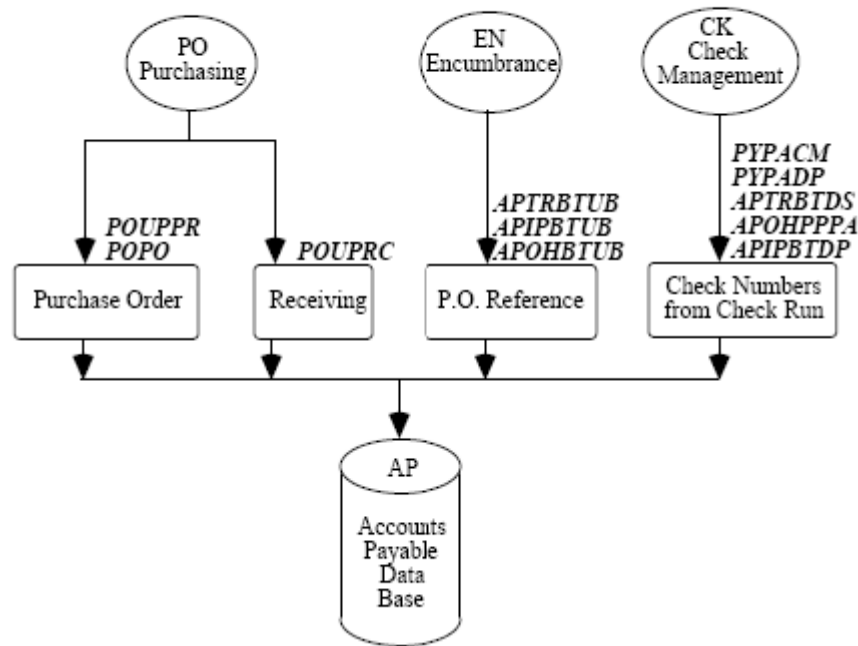 PO
Purchasing
EN
Encumbrance
CK
Check
Management
POUPPR
POPO
POUPRC
APTRBTUB
APIPBTUB
APOHBTUB
PYPACM
PYPADP
APTRBTDS
APOHPPPA
APIPBTDP
Purchase Order
Receiving
P.O. Reference
Check Numbers
from Check Run
AP
Accounts
Payable
Data
Base